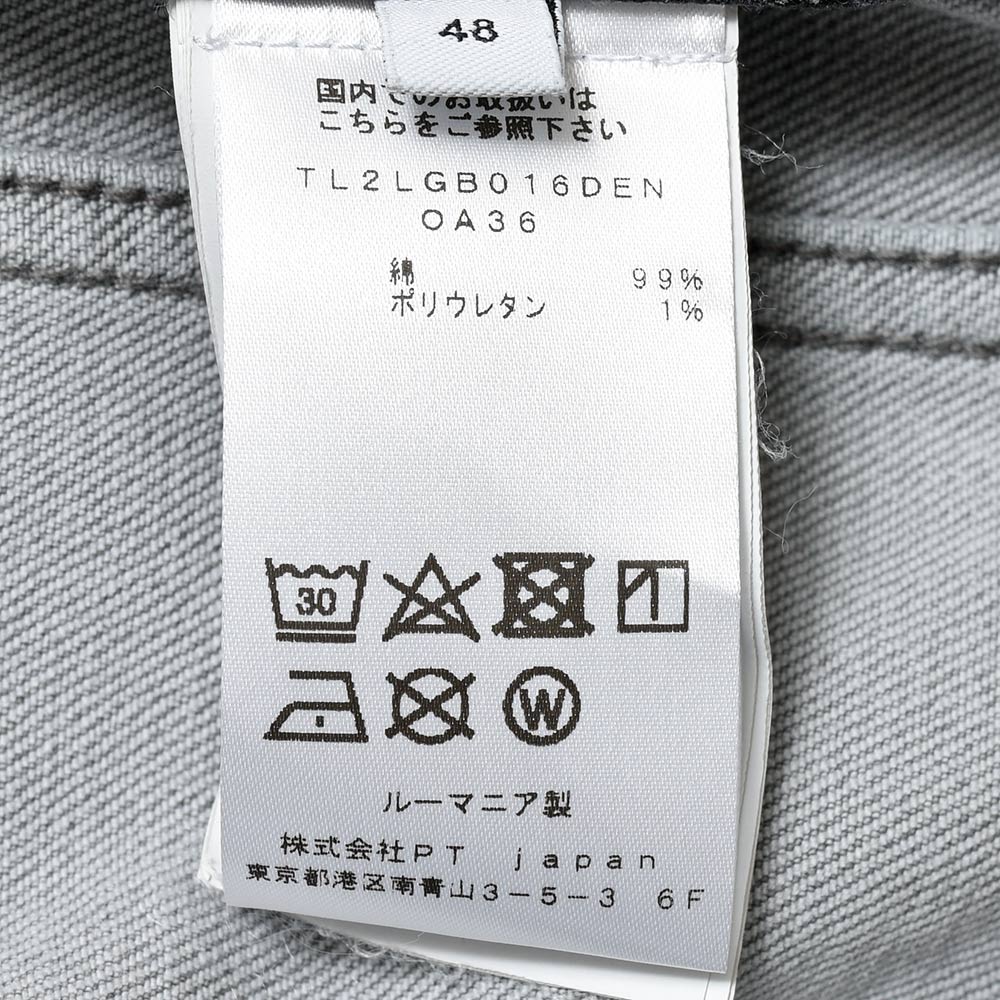 48
国内でのお取扱いは
こちらをご参照下さい
TL2LGB016DEN
OA36
綿 99%
ポリウレタン 1%
30
W
ルーマニア製
株式会社PT japan
東京都港区南青山3-5-3 6F